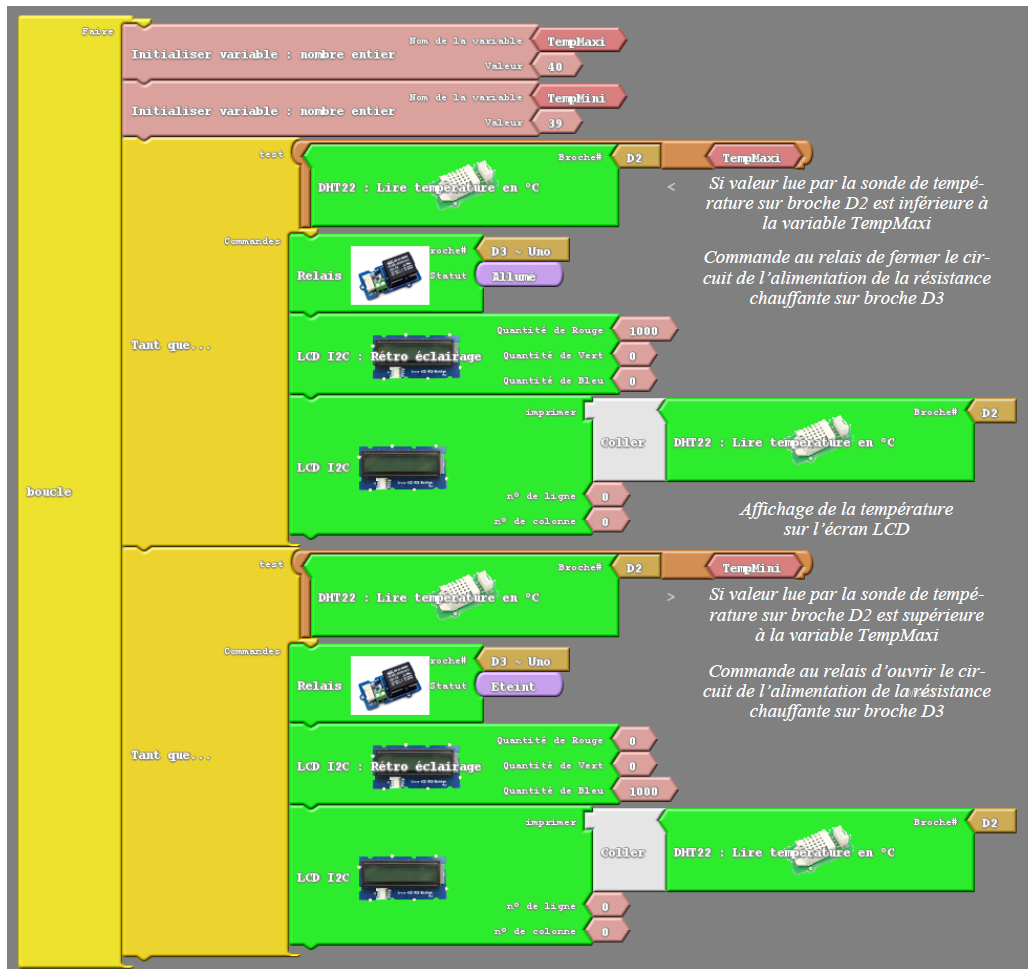 Faire
Initialiser variable : nombre entier
Nom de la variable
TempMaxi
Valeur
40
Initialiser variable : nombre entier
Nom de la variable
TempMini
Valeur
39
boucle
Tant que...
test
DHT22 : Lire température en °C
Broche#
D2
<
TempMaxi
Si valeur lue par la sonde de tempé-
rature sur broche D2 est inférieure à
la variable TempMaxi
Commandes
Relais
roche#
D3 ~ Uno
Statut
Allumé
Commande au relais de fermer le cir-
cuit de l’alimentation de la résistance
chauffante sur broche D3
LCD I2C : Rétro éclairage
Quantité de Rouge
1000
Quantité de Vert
0
Quantité de Bleu
0
LCD I2C
imprimer
Coller
DHT22 : Lire température en °C
Broche#
D2
n° de ligne
0
n° de colonne
0
Affichage de la température
sur l’écran LCD
Tant que...
test
DHT22 : Lire température en °C
Broche#
D2
>
TempMini
Si valeur lue par la sonde de tempé-
rature sur broche D2 est supérieure
à la variable TempMaxi
Commandes
Relais
roche#
D3 ~ Uno
Statut
Eteint
Commande au relais d’ouvrir le cir-
cuit de l’alimentation de la résistance
chauffante sur broche D3
LCD I2C : Rétro éclairage
Quantité de Rouge
0
Quantité de Vert
0
Quantité de Bleu
1000
LCD I2C
imprimer
Coller
DHT22 : Lire température en °C
Broche#
D2
n° de ligne
0
n° de colonne
0